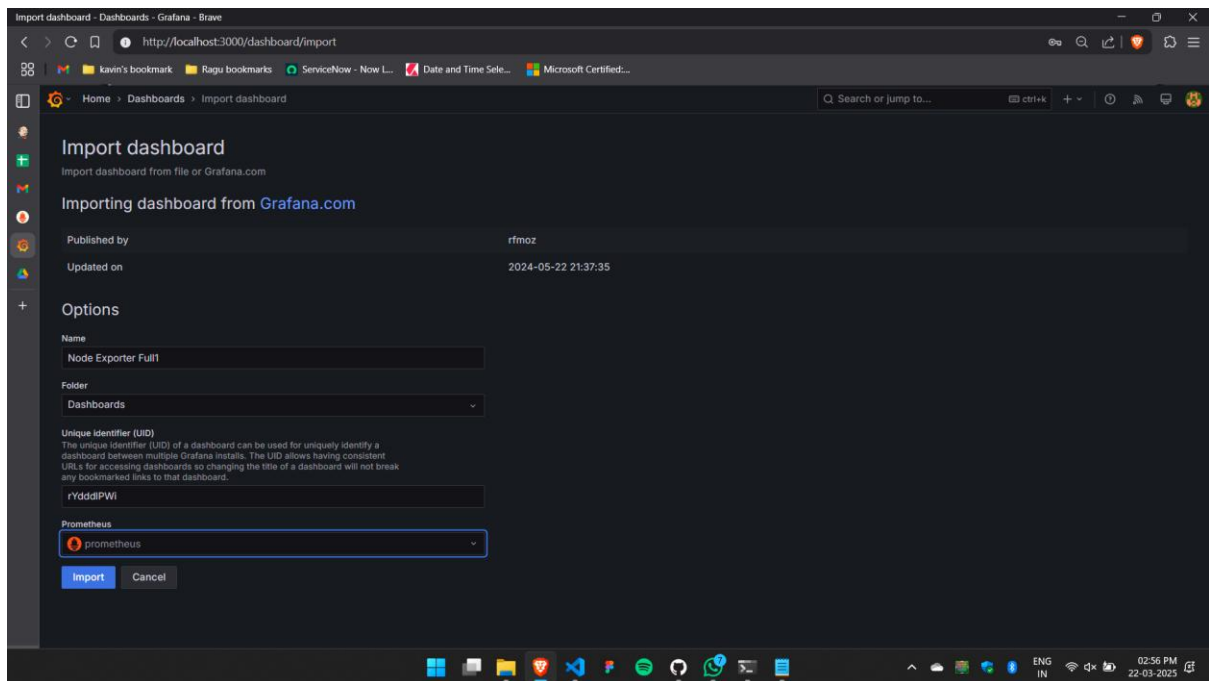 Import dashboard - Dashboards - Grafana - Brave
http://localhost:3000/dashboard/import
kavin's bookmark Ragu bookmarks ServiceNow - Now L... Date and Time Sele... Microsoft Certified:...
Home > Dashboards > Import dashboard
Search or jump to... ctrl+k
Import dashboard
Import dashboard from file or Grafana.com
Importing dashboard from Grafana.com
Published by rfmoz
Updated on 2024-05-22 21:37:35
Options
Name
Node Exporter Full1
Folder
Dashboards
Unique identifier (UID)
The unique identifier (UID) of a dashboard can be used for uniquely identify a
dashboard between multiple Grafana installs. The UID allows having consistent
URLs for accessing dashboards so changing the title of a dashboard will not break
any bookmarked links to that dashboard.
rYdddlPWi
Prometheus
prometheus
Import Cancel
7
ENG 02:56 PM
IN 22-03-2025